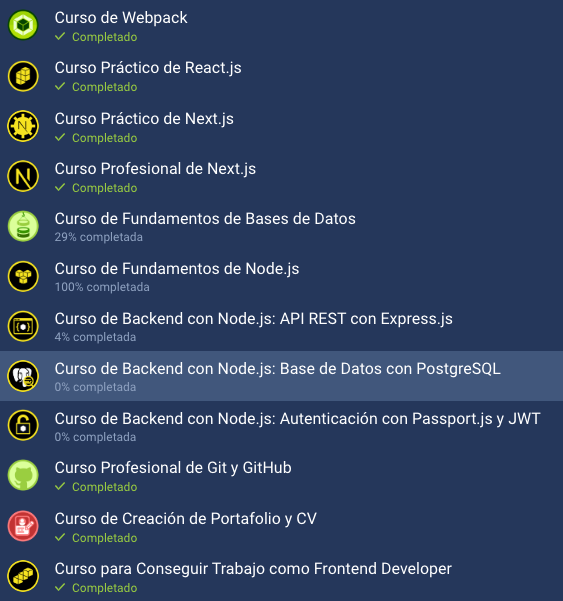 Curso de Webpack
✓ Completado
Curso Práctico de React.js
✓ Completado
Curso Práctico de Next.js
✓ Completado
Curso Profesional de Next.js
✓ Completado
Curso de Fundamentos de Bases de Datos
29% completada
Curso de Fundamentos de Node.js
100% completada
Curso de Backend con Node.js: API REST con Express.js
4% completada
Curso de Backend con Node.js: Base de Datos con PostgreSQL
0% completada
Curso de Backend con Node.js: Autenticación con Passport.js y JWT
0% completada
Curso Profesional de Git y GitHub
✓ Completado
Curso de Creación de Portafolio y CV
✓ Completado
Curso para Conseguir Trabajo como Frontend Developer
✓ Completado